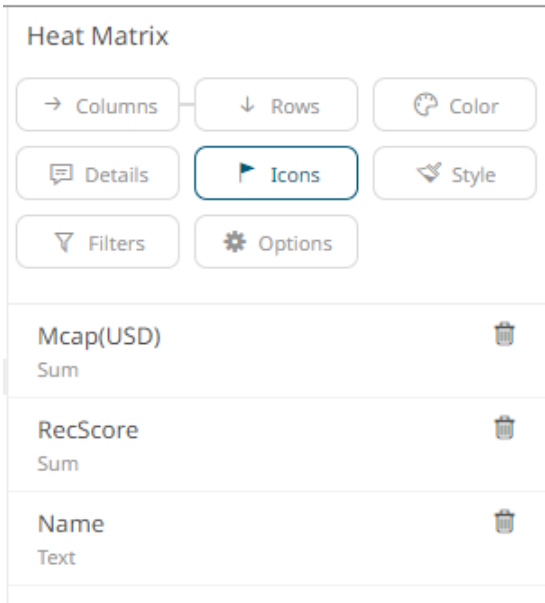 Heat Matrix
Columns Rows Color
Details Icons Style
Filters Options
Mcap(USD)
Sum
RecScore
Sum
Name
Text